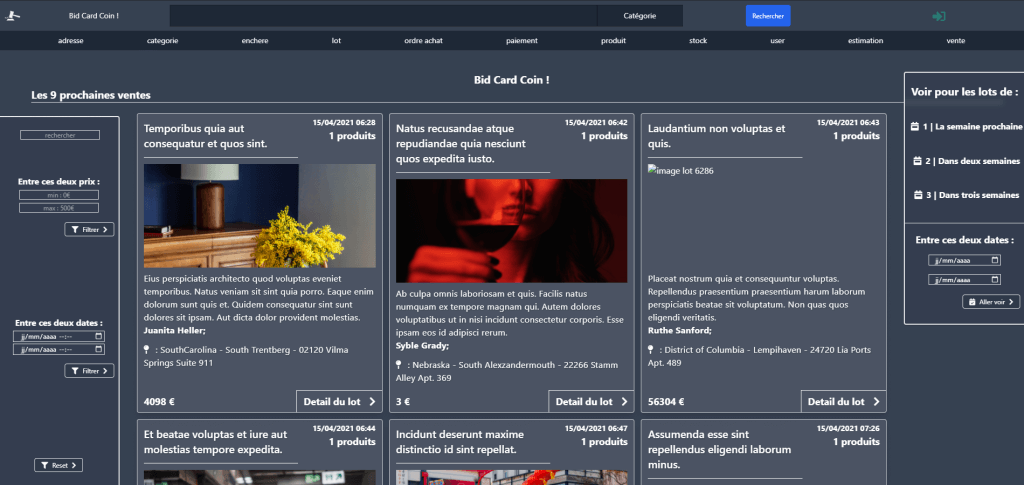 Bid Card Coin !
Catégorie
Rechercher
adresse
categorie
enchere
lot
ordre achat
paiement
produit
stock
user
estimation
vente
Bid Card Coin !
Les 9 prochaines ventes
rechercher
Entre ces deux prix :
min : 0€
max : 500€
Filtrer
Entre ces deux dates :
jj/mm/aaaa --:--
jj/mm/aaaa --:--
Filtrer
Reset
Temporibus quia aut
consequatur et quos sint.
15/04/2021 06:28
1 produits
Eius perspiciatis architecto quod voluptas eveniet
temporibus. Natus veniam sit sint quia porro. Eaque enim
dolorum sunt quis et. Quidem consequatur sint sunt
dolores sit ipsam. Aut dicta dolor provident molestias.
Juanita Heller;
: SouthCarolina - South Trentberg - 02120 Vilma
Springs Suite 911
4098 €
Detail du lot
Natus recusandae atque
repudiandae quia nesciunt
quos expedita iusto.
15/04/2021 06:42
1 produits
Ab culpa omnis laboriosam et quis. Facilis natus
numquam ex tempore magnam qui. Autem dolores
voluptatibus ut in nisi incidunt consectetur corporis. Esse
ipsam eos id adipisci rerum.
Syble Grady;
: Nebraska - South Alexzandermouth - 22266 Stamm
Alley Apt. 369
3 €
Detail du lot
Laudantium non voluptas et
quis.
15/04/2021 06:43
1 produits
image lot 6286
Placeat nostrum quia et consequuntur voluptas.
Repellendus praesentium praesentium harum laborum
perspiciatis beatae sit voluptatum. Non quas quos
eligendi veritatis.
Ruthe Sanford;
: District of Columbia - Lempihaven - 24720 Lia Ports
Apt. 489
56304 €
Detail du lot
Et beatae voluptas et iure aut
molestias tempore expedita.
15/04/2021 06:44
1 produits
Incidunt deserunt maxime
distinctio id sint repellat.
15/04/2021 06:47
1 produits
Assumenda esse sint
repellendus eligendi laborum
minus.
15/04/2021 07:26
1 produits
Voir pour les lots de :
1 | La semaine prochaine
2 | Dans deux semaines
3 | Dans trois semaines
Entre ces deux dates :
jj/mm/aaaa
jj/mm/aaaa
Aller voir